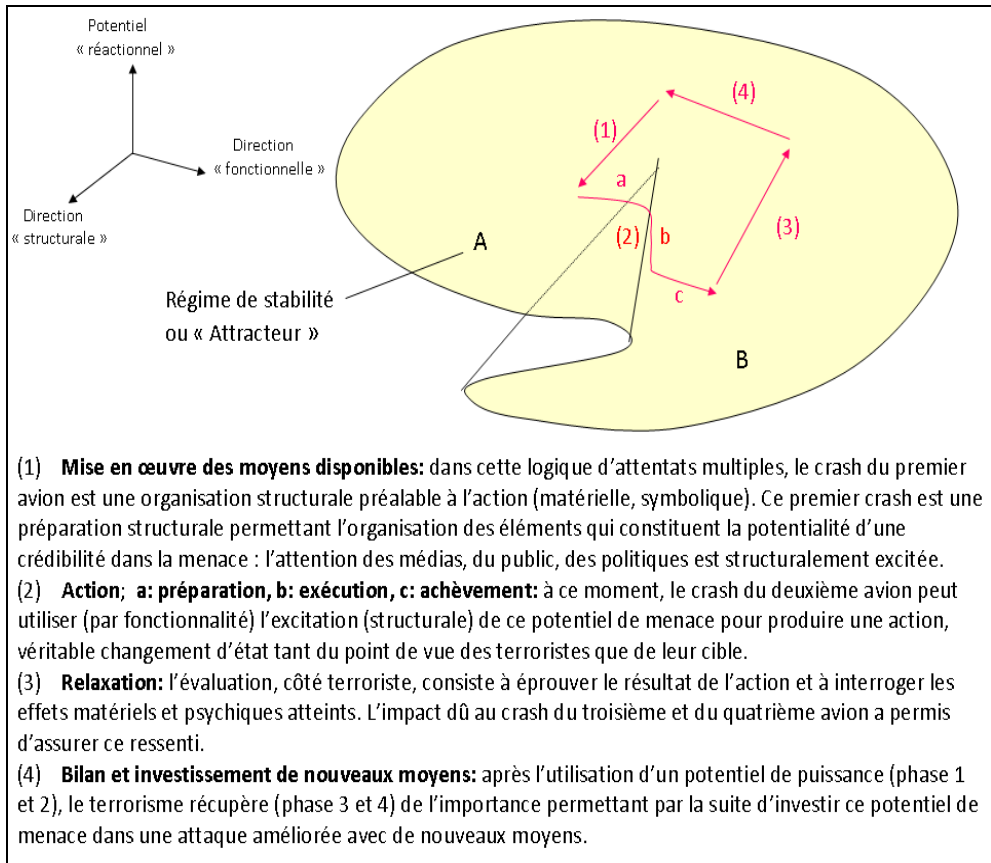 Potentiel
« réactionnel »
Direction
« fonctionnelle »
Direction
« structurale »
(4)
(1)
a
(3)
(2)
b
A
c
Régime de stabilité
ou « Attracteur »
B
(1) Mise en œuvre des moyens disponibles: dans cette logique d’attentats multiples, le crash du premier
avion est une organisation structurale préalable à l’action (matérielle, symbolique). Ce premier crash est une
préparation structurale permettant l’organisation des éléments qui constituent la potentialité d’une
crédibilité dans la menace : l’attention des médias, du public, des politiques est structuralement excitée.
(2) Action; a: préparation, b: exécution, c: achèvement: à ce moment, le crash du deuxième avion peut
utiliser (par fonctionnalité) l’excitation (structurale) de ce potentiel de menace pour produire une action,
véritable changement d’état tant du point de vue des terroristes que de leur cible.
(3) Relaxation: l’évaluation, côté terroriste, consiste à éprouver le résultat de l’action et à interroger les
effets matériels et psychiques atteints. L’impact dû au crash du troisième et du quatrième avion a permis
d’assurer ce ressenti.
(4) Bilan et investissement de nouveaux moyens: après l’utilisation d’un potentiel de puissance (phase 1
et 2), le terrorisme récupère (phase 3 et 4) de l’importance permettant par la suite d’investir ce potentiel de
menace dans une attaque améliorée avec de nouveaux moyens.